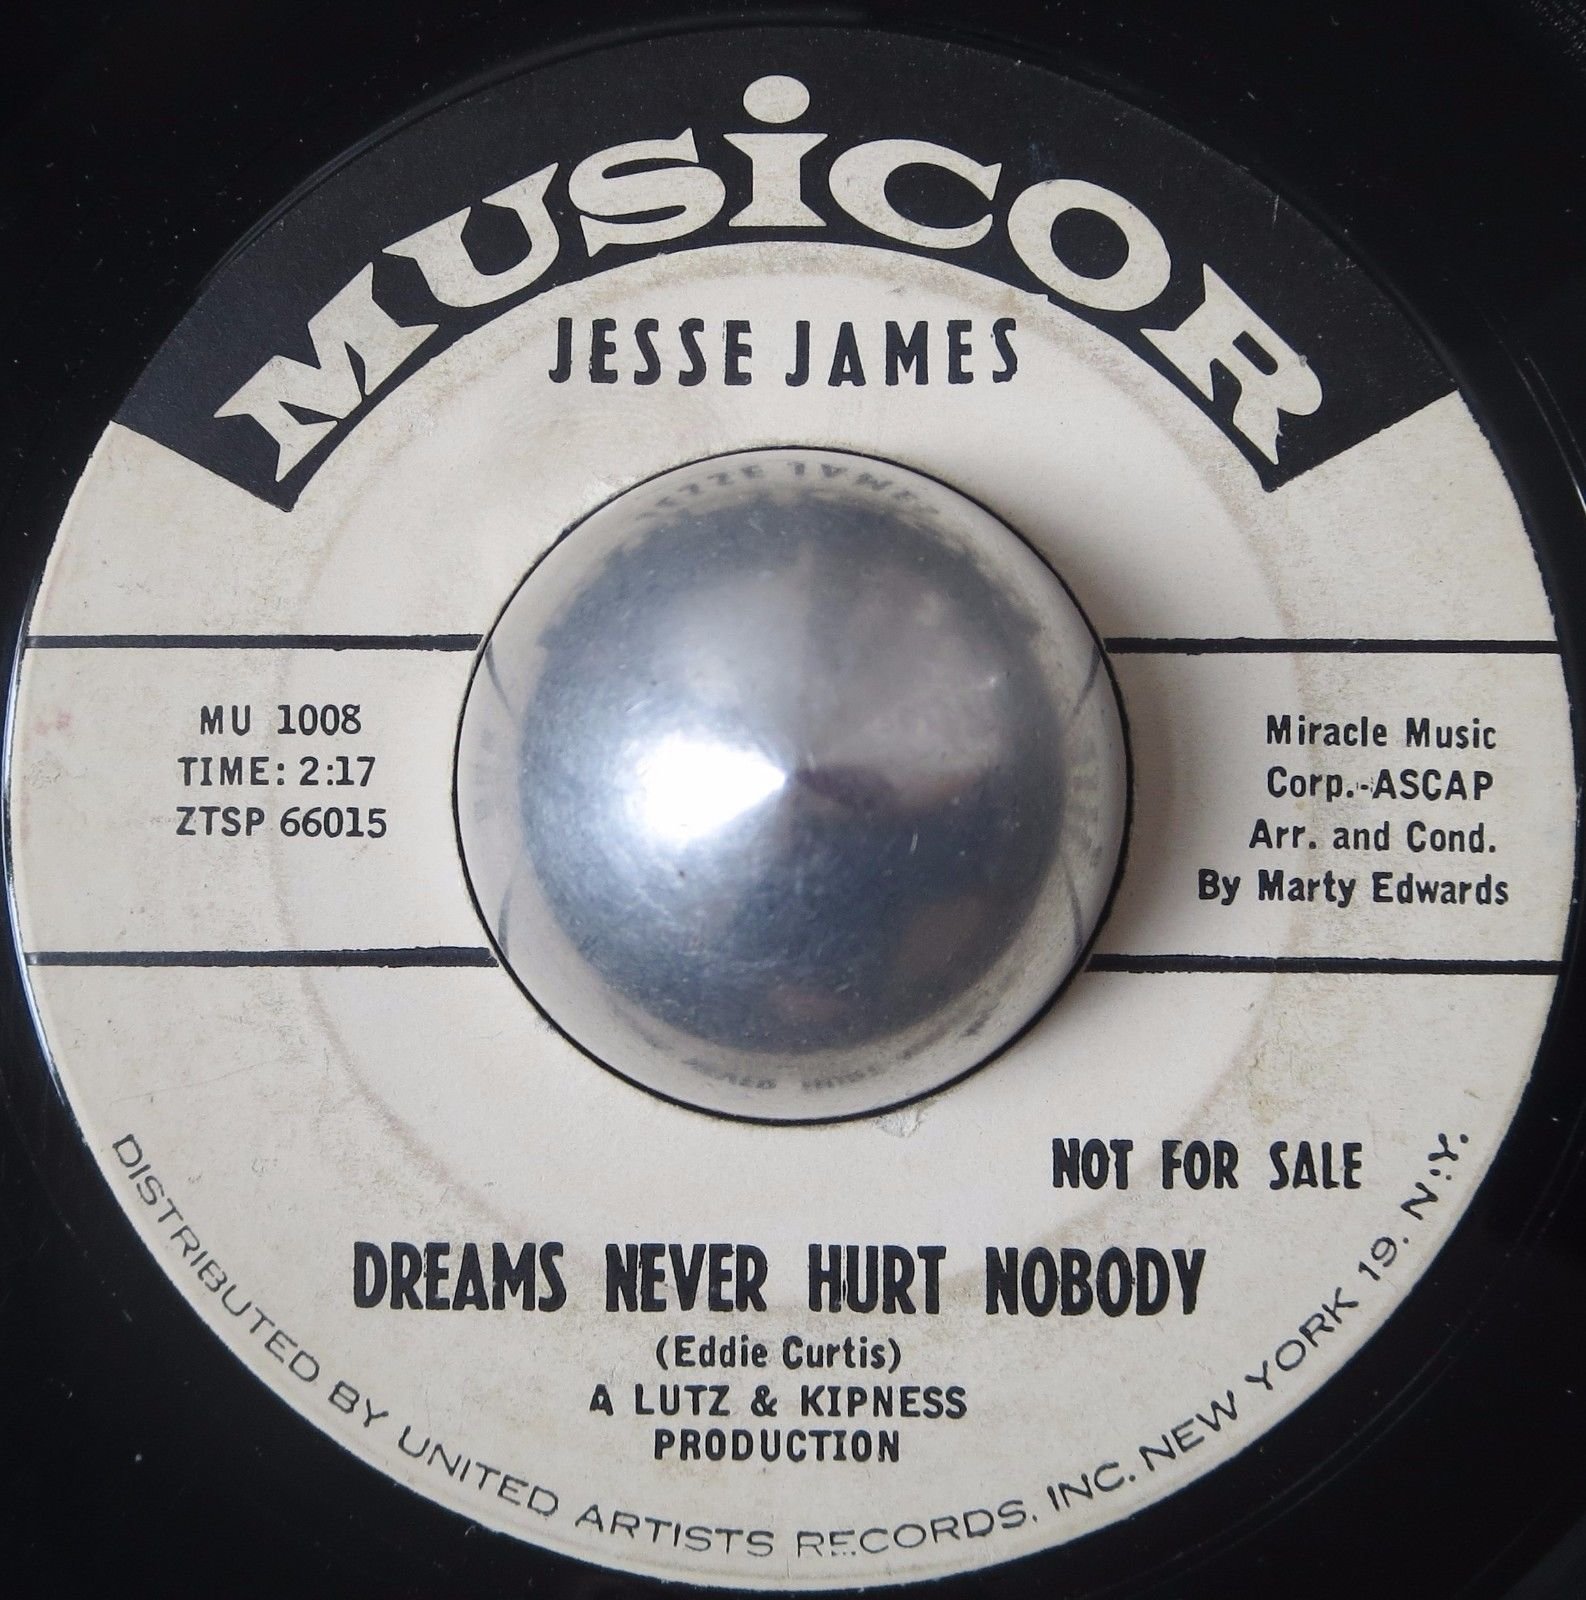 MUSiCOR
JESSE JAMES
MU 1008
TIME: 2:17
ZTSP 66015
Miracle Music
Corp.-ASCAP
Arr. and Cond.
By Marty Edwards
NOT FOR SALE
DREAMS NEVER HURT NOBODY
(Eddie Curtis)
A LUTZ & KIPNESS
PRODUCTION
DISTRIBUTED BY UNITED ARTISTS RECORDS, INC. NEW YORK 19, N.Y.